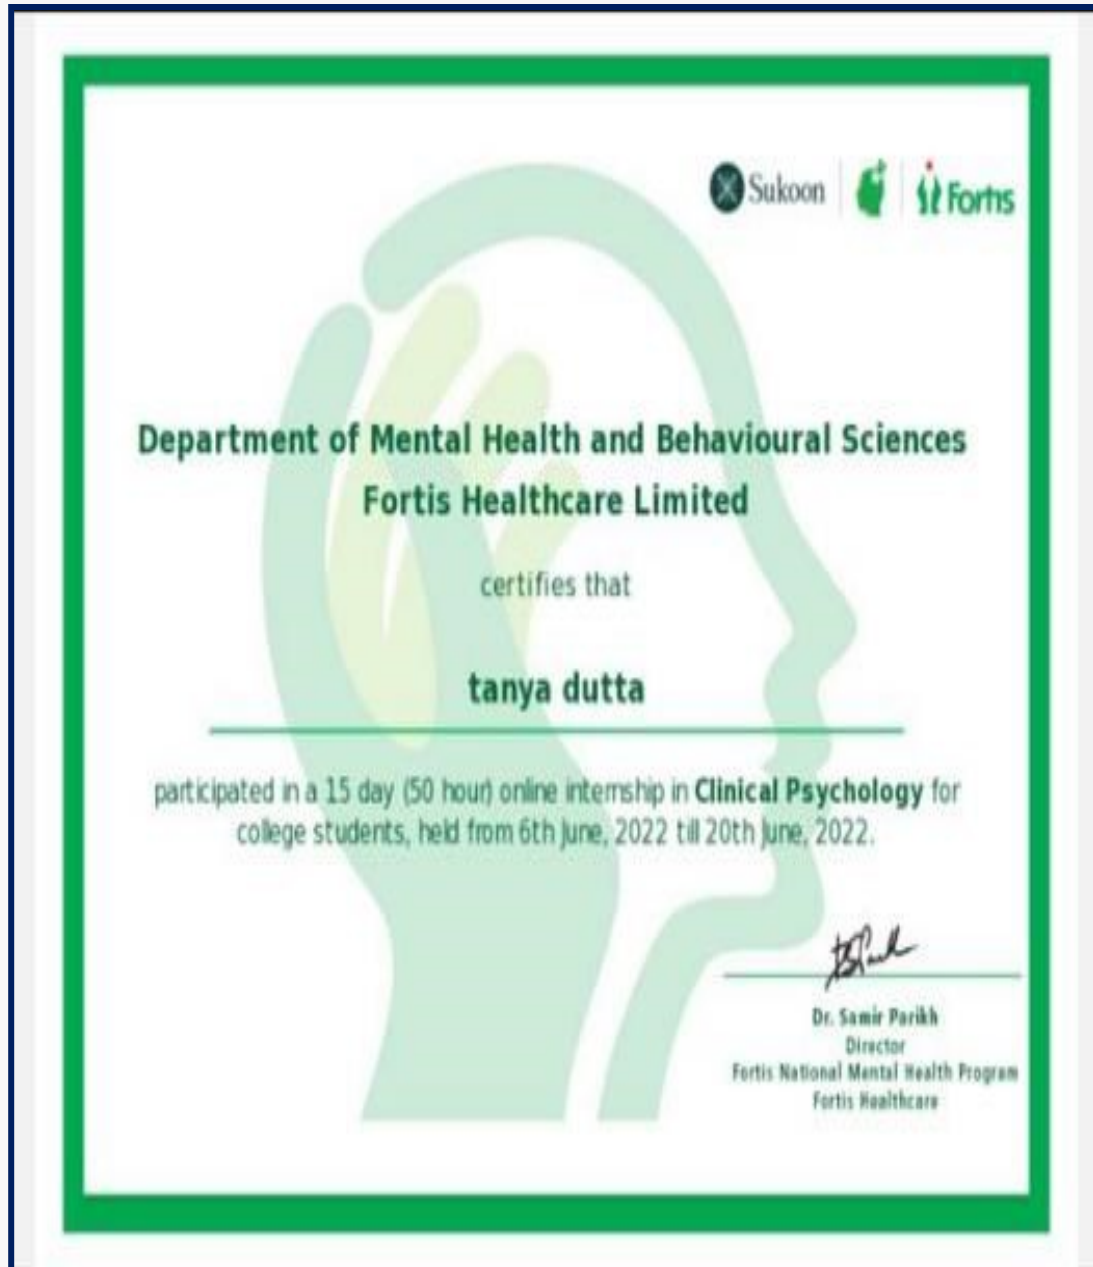 Sukoon Fortis
Department of Mental Health and Behavioural Sciences
Fortis Healthcare Limited
certifies that
tanya dutta
participated in a 15 day (50 hour) online internship in Clinical Psychology for
college students, held from 6th June, 2022 till 20th June, 2022.
Dr. Samir Parikh
Director
Fortis National Mental Health Program
Fortis Healthcare